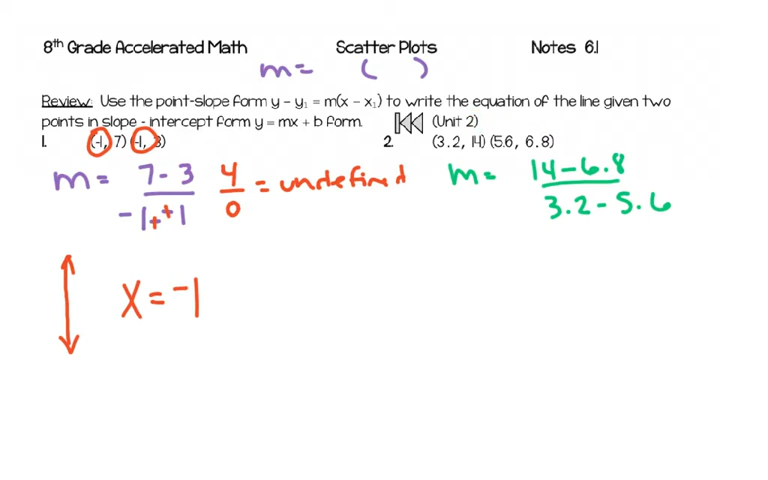 8th Grade Accelerated Math Scatter Plots Notes 6.1
m = ( )
Review: Use the point-slope form y – y₁ = m(x – x₁) to write the equation of the line given two
points in slope - intercept form y = mx + b form. (Unit 2)
1. (-1, 7) (-1, 3) 2. (3.2, 14) (5.6, 6.8)
m = 7 - 3 4 = undefined m = 14 - 6.8
-1 + +1 0 3.2 - 5.6
x = -1